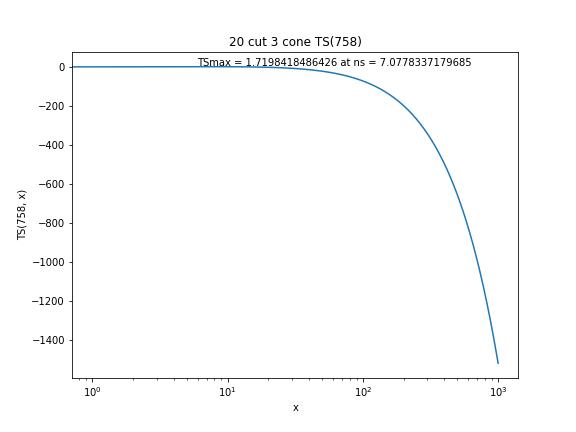 20 cut 3 cone TS(758)
TSmax = 1.7198418486426 at ns = 7.0778337179685
0
−200
−400
−600
−800
−1000
−1200
−1400
TS(758, x)
10⁰ 10¹ 10² 10³
x